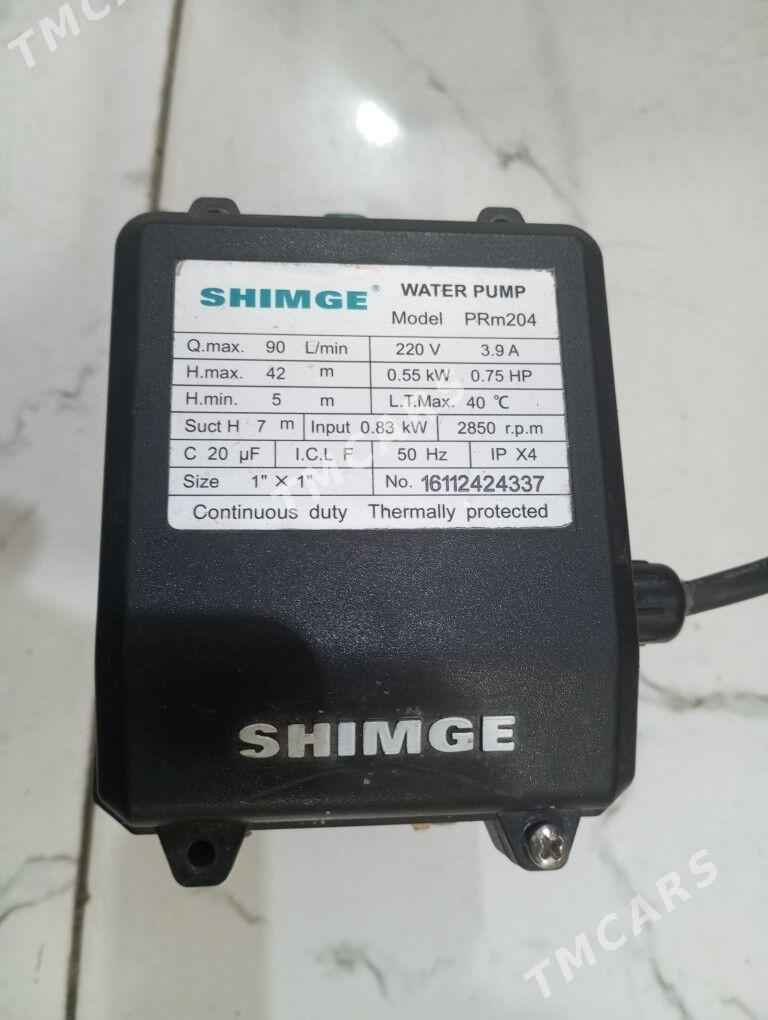 TMCARS
SHIMGE® WATER PUMP
Model PRm204
Q.max. 90 L/min 220 V 3.9 A
H.max. 42 m 0.55 kW 0.75 HP
H.min. 5 m L.T.Max. 40 ℃
Suct H 7 m Input 0.83 kW 2850 r.p.m
C 20 µF I.C.L F 50 Hz IP X4
Size 1" X 1" No. 16112424337
Continuous duty Thermally protected
TMCARS
SHIMGE
TMCARS